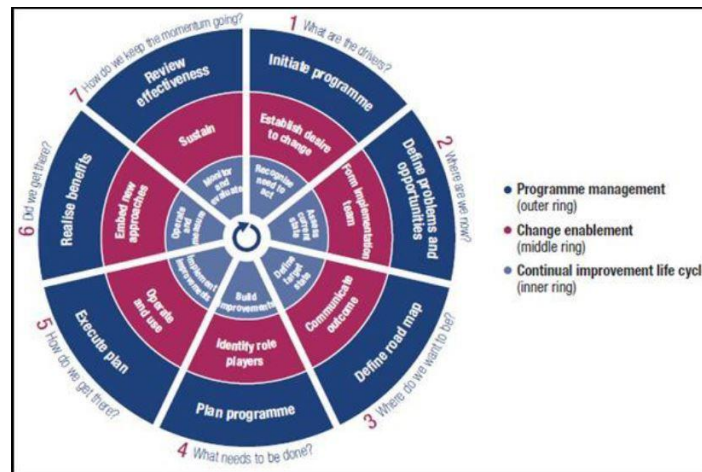 1 What are the drivers?
Initiate programme
Establish desire
to change
Recognise
need to
act
2 Where are we now?
Define problems and
opportunities
Form implementation
team
Assess
current
state
3 Where do we want to be?
Define road map
Communicate
outcome
Define
target
state
4 What needs to be done?
Plan programme
Identify role
players
Build
improvements
5 How do we get there?
Execute plan
Operate
and use
Implement
improvements
6 Did we get there?
Realise benefits
Embed new
approaches
Operate
and
measure
7 How do we keep the momentum going?
Review
effectiveness
Sustain
Monitor
and
evaluate
Programme management
(outer ring)
Change enablement
(middle ring)
Continual improvement life cycl
(inner ring)